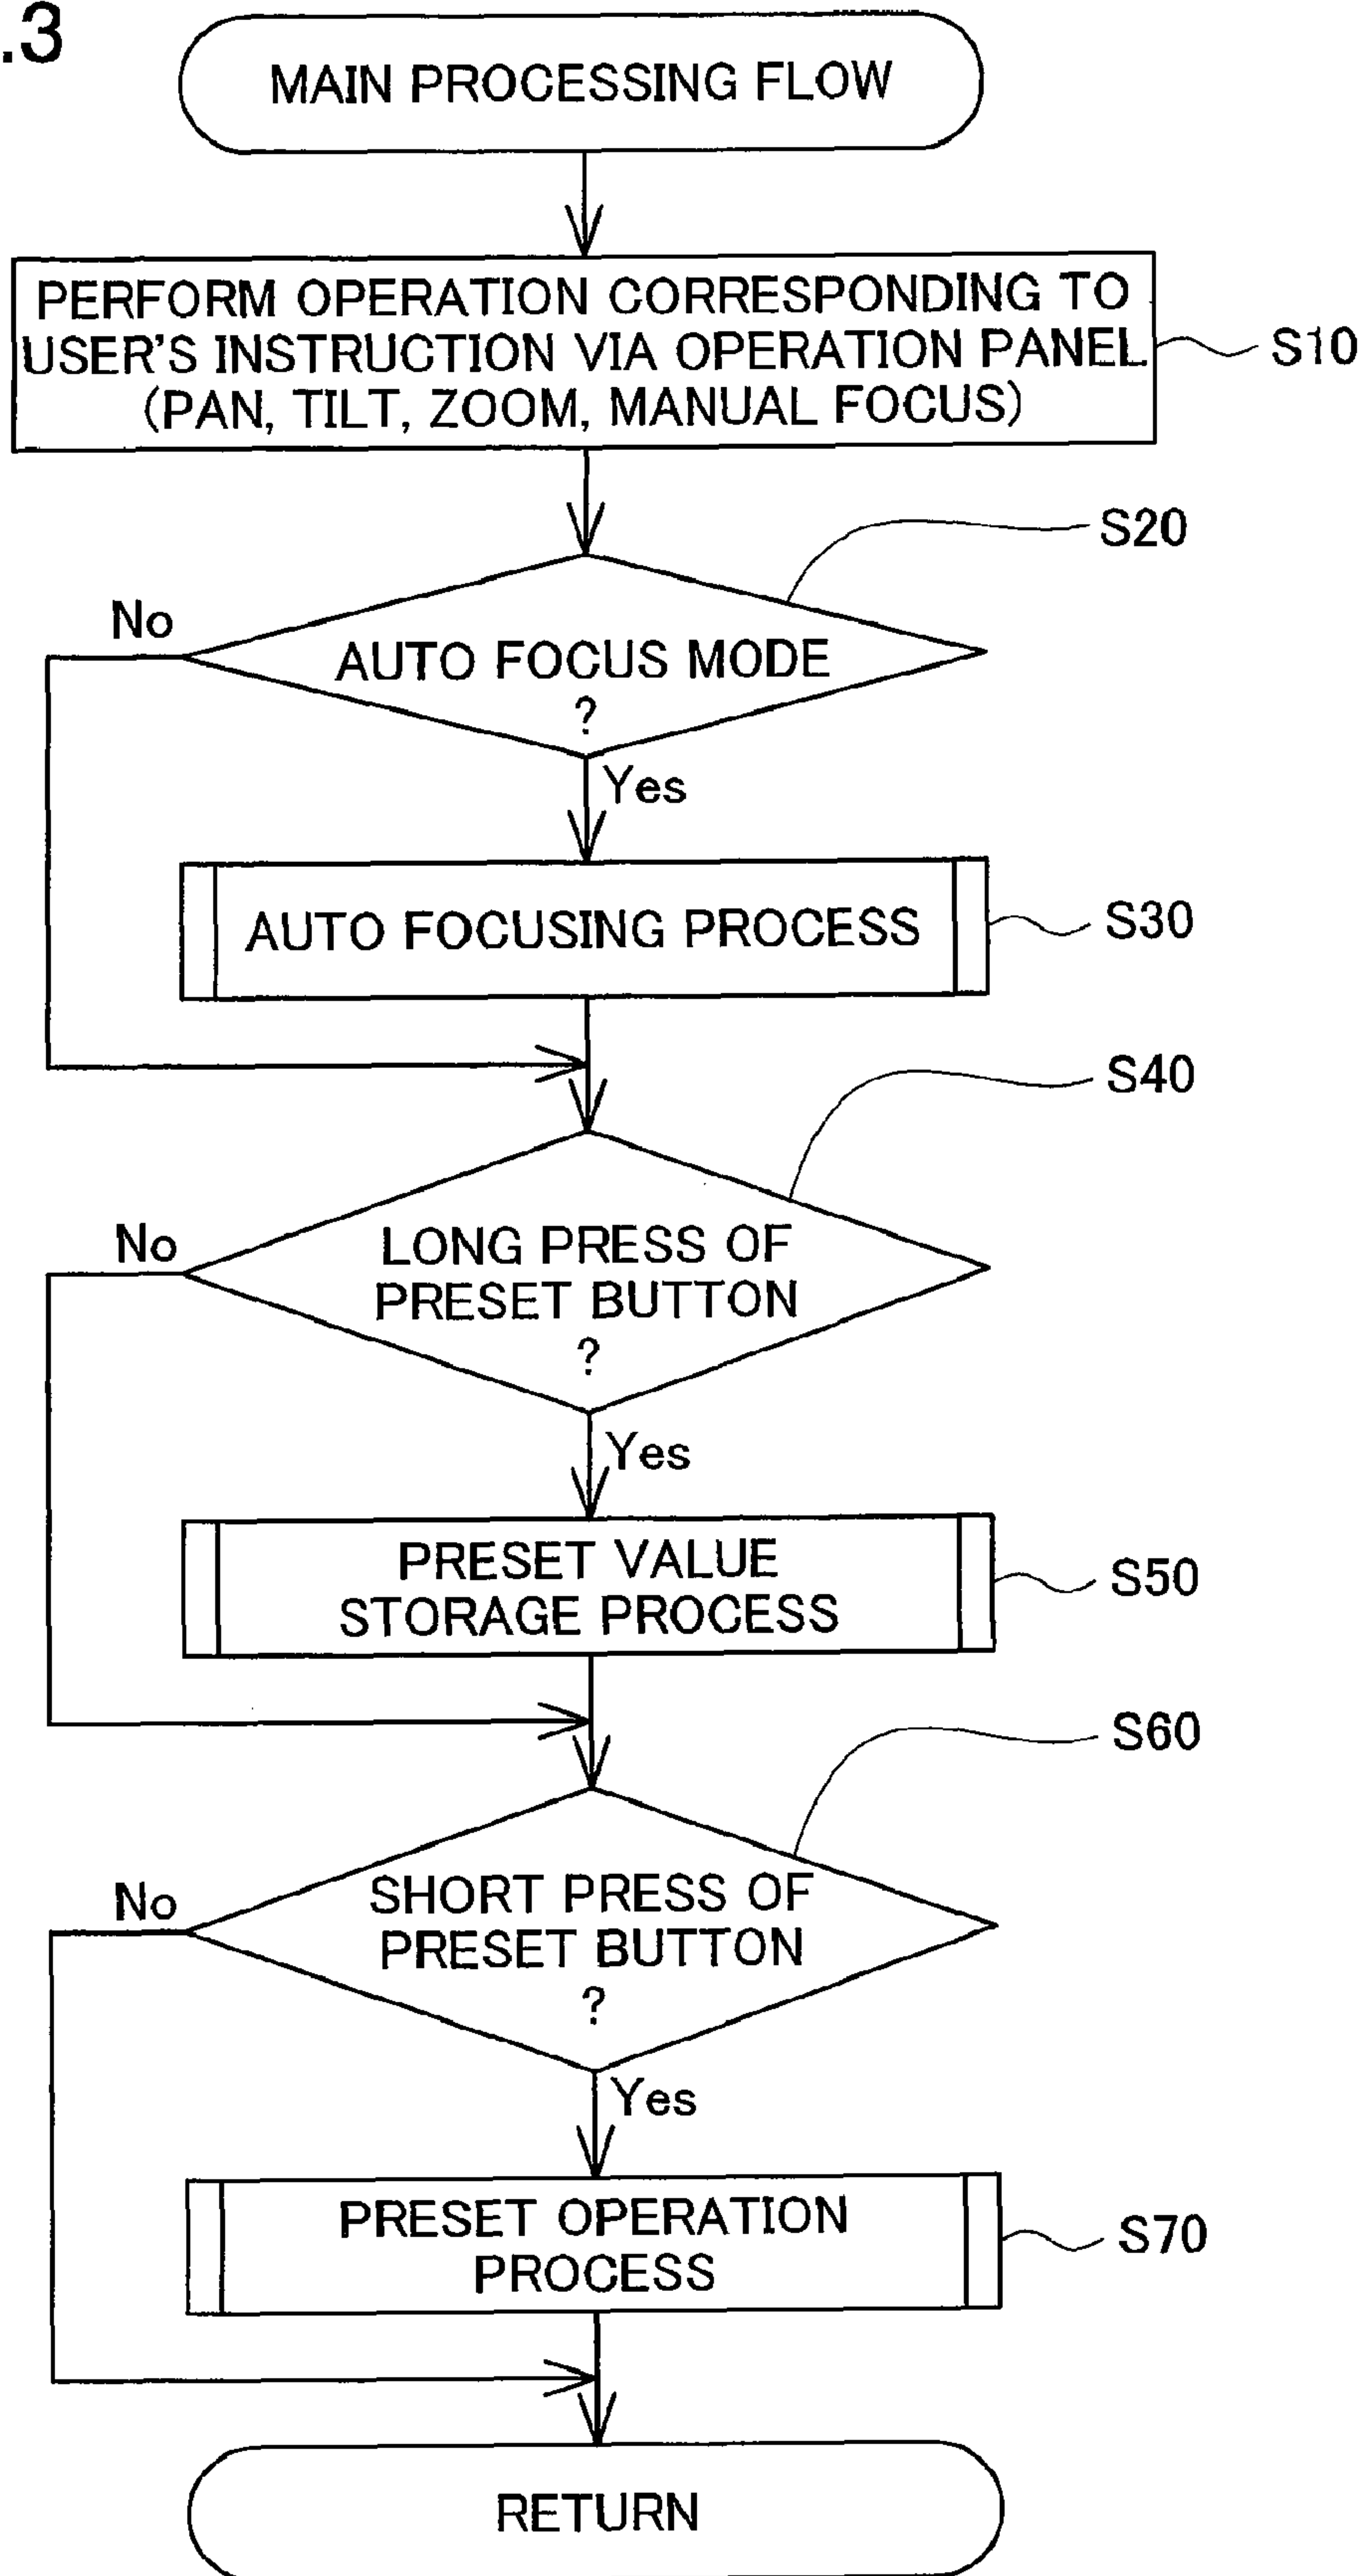 .3
MAIN PROCESSING FLOW
PERFORM OPERATION CORRESPONDING TO
USER'S INSTRUCTION VIA OPERATION PANEL
(PAN, TILT, ZOOM, MANUAL FOCUS)
S10
S20
No
AUTO FOCUS MODE
?
Yes
AUTO FOCUSING PROCESS
S30
S40
No
LONG PRESS OF
PRESET BUTTON
?
Yes
PRESET VALUE
STORAGE PROCESS
S50
S60
No
SHORT PRESS OF
PRESET BUTTON
?
Yes
PRESET OPERATION
PROCESS
S70
RETURN